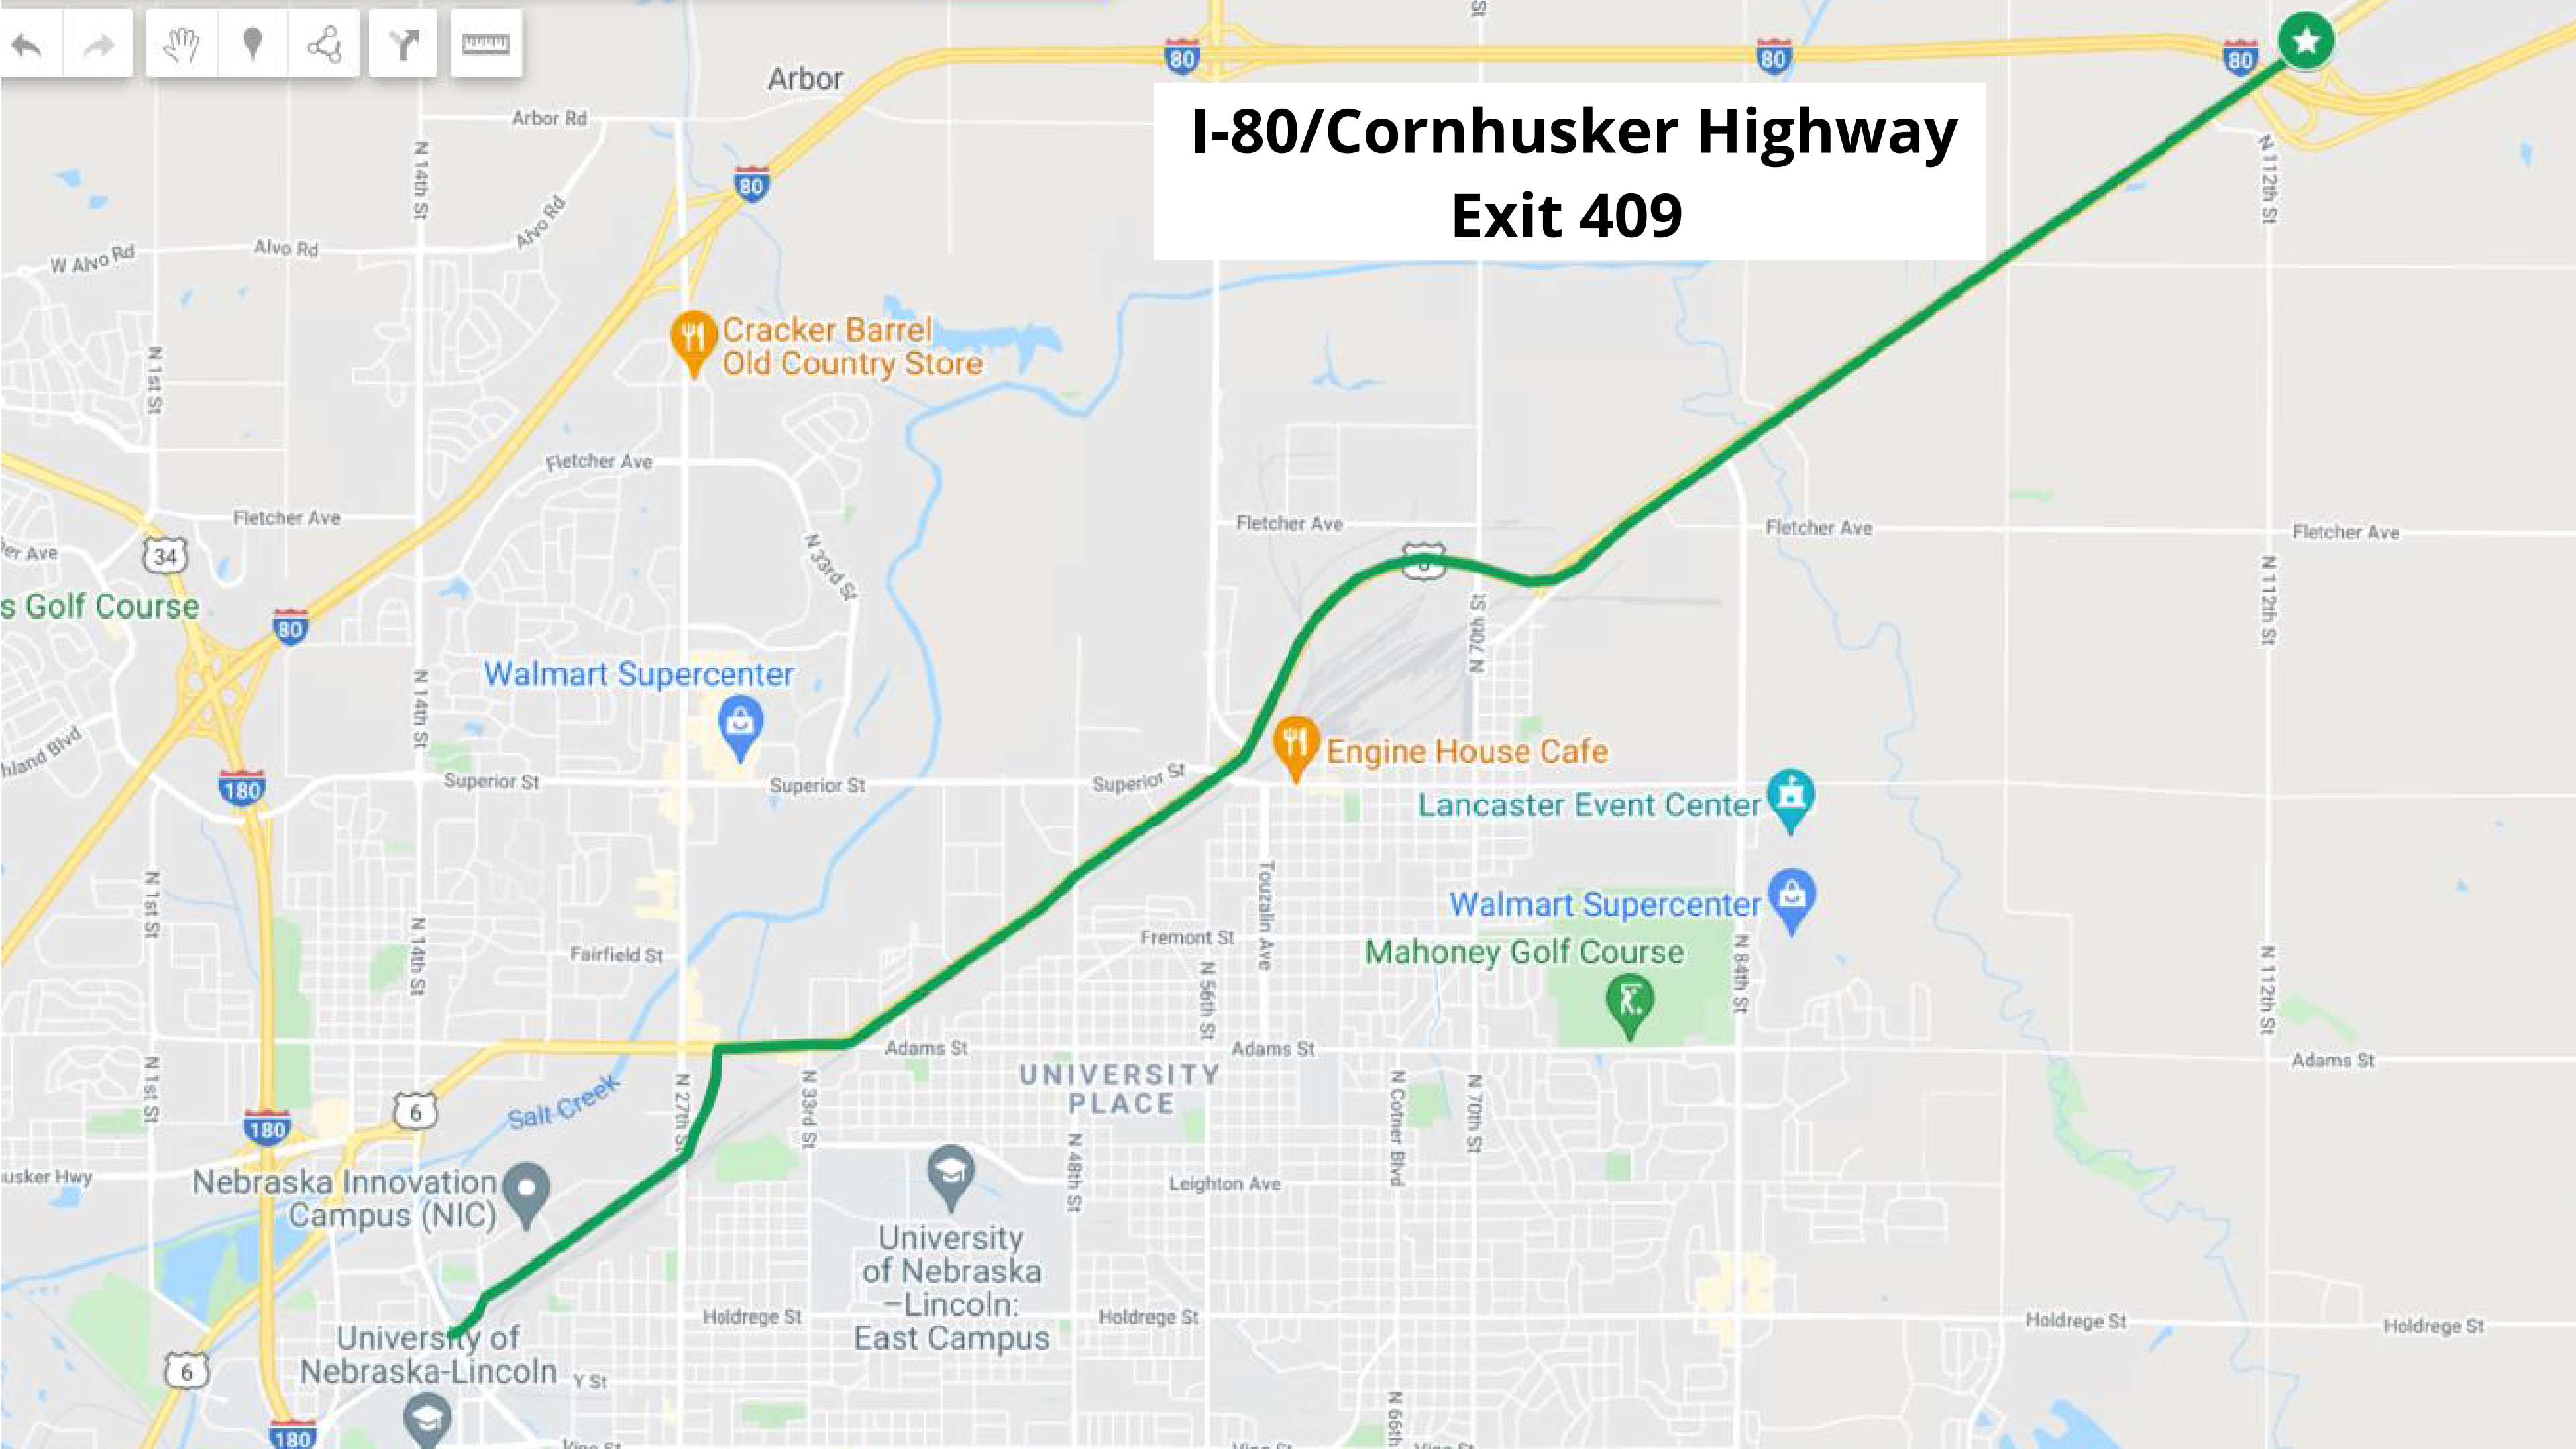 I-80/Cornhusker Highway
Exit 409
St
80
80
80
Arbor
Arbor Rd
80
N 14th St
N 112th St
Alvo Rd
Alvo Rd
W Alvo Rd
Cracker Barrel
Old Country Store
N 1st St
Fletcher Ave
Fletcher Ave
Fletcher Ave
Fletcher Ave
Fletcher Ave
34
er Ave
N 33rd St
N 112th St
s Golf Course
80
N 70th St
Walmart Supercenter
N 14th St
hland Blvd
Engine House Cafe
180
Superior St
Superior St
Superior St
Lancaster Event Center
Walmart Supercenter
N 1st St
N 14th St
Touzalin Ave
Fremont St
Fairfield St
Mahoney Golf Course
N 56th St
N 84th St
N 112th St
Adams St
Adams St
Adams St
UNIVERSITY
PLACE
N 1st St
6
Salt Creek
N 27th St
N 33rd St
N Cotner Blvd
N 70th St
180
N 48th St
usker Hwy
Nebraska Innovation
Campus (NIC)
Leighton Ave
University
of Nebraska
–Lincoln:
East Campus
Holdrege St
Holdrege St
Holdrege St
Holdrege St
University of
Nebraska-Lincoln
Y St
6
180
N 66th